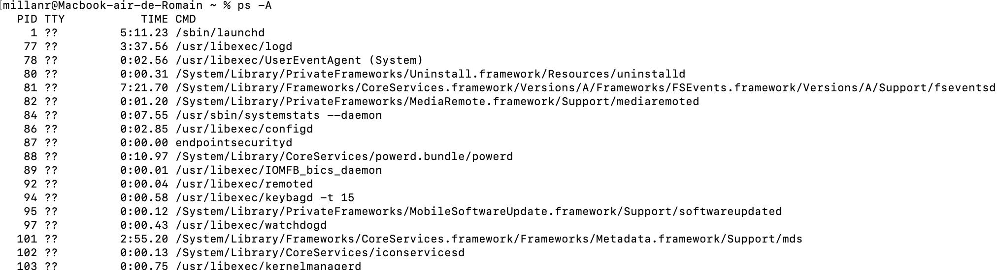 [millanr@Macbook-air-de-Romain ~ % ps -A
PID TTY TIME CMD
1 ?? 5:11.23 /sbin/launchd
77 ?? 3:37.56 /usr/libexec/logd
78 ?? 0:02.56 /usr/libexec/UserEventAgent (System)
80 ?? 0:00.31 /System/Library/PrivateFrameworks/Uninstall.framework/Resources/uninstalld
81 ?? 7:21.70 /System/Library/Frameworks/CoreServices.framework/Versions/A/Frameworks/FSEvents.framework/Versions/A/Support/fseventsd
82 ?? 0:01.20 /System/Library/PrivateFrameworks/MediaRemote.framework/Support/mediaremoted
84 ?? 0:07.55 /usr/sbin/systemstats --daemon
86 ?? 0:02.85 /usr/libexec/configd
87 ?? 0:00.00 endpointsecurityd
88 ?? 0:10.97 /System/Library/CoreServices/powerd.bundle/powerd
89 ?? 0:00.01 /usr/libexec/IOMFB_bics_daemon
92 ?? 0:00.04 /usr/libexec/remoted
94 ?? 0:00.58 /usr/libexec/keybagd -t 15
95 ?? 0:00.12 /System/Library/PrivateFrameworks/MobileSoftwareUpdate.framework/Support/softwareupdated
97 ?? 0:00.43 /usr/libexec/watchdogd
101 ?? 2:55.20 /System/Library/Frameworks/CoreServices.framework/Frameworks/Metadata.framework/Support/mds
102 ?? 0:00.13 /System/Library/CoreServices/iconservicesd
103 ?? 0:00.75 /usr/libexec/kernelmanagerd